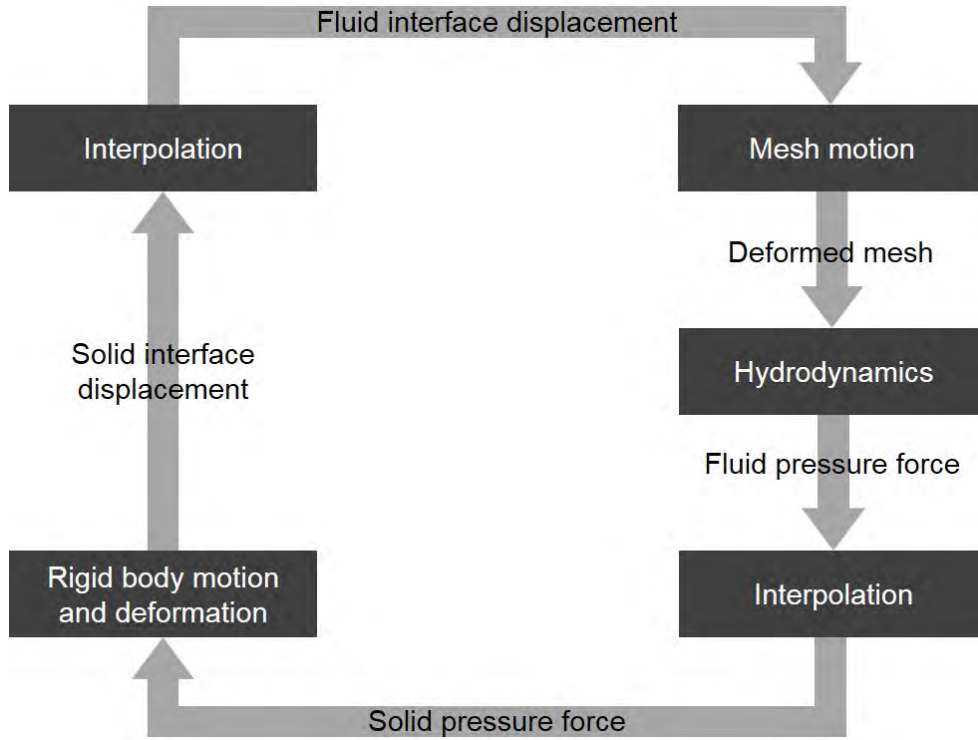 Fluid interface displacement
Interpolation
Mesh motion
Deformed mesh
Solid interface
displacement
Hydrodynamics
Fluid pressure force
Rigid body motion
and deformation
Interpolation
Solid pressure force